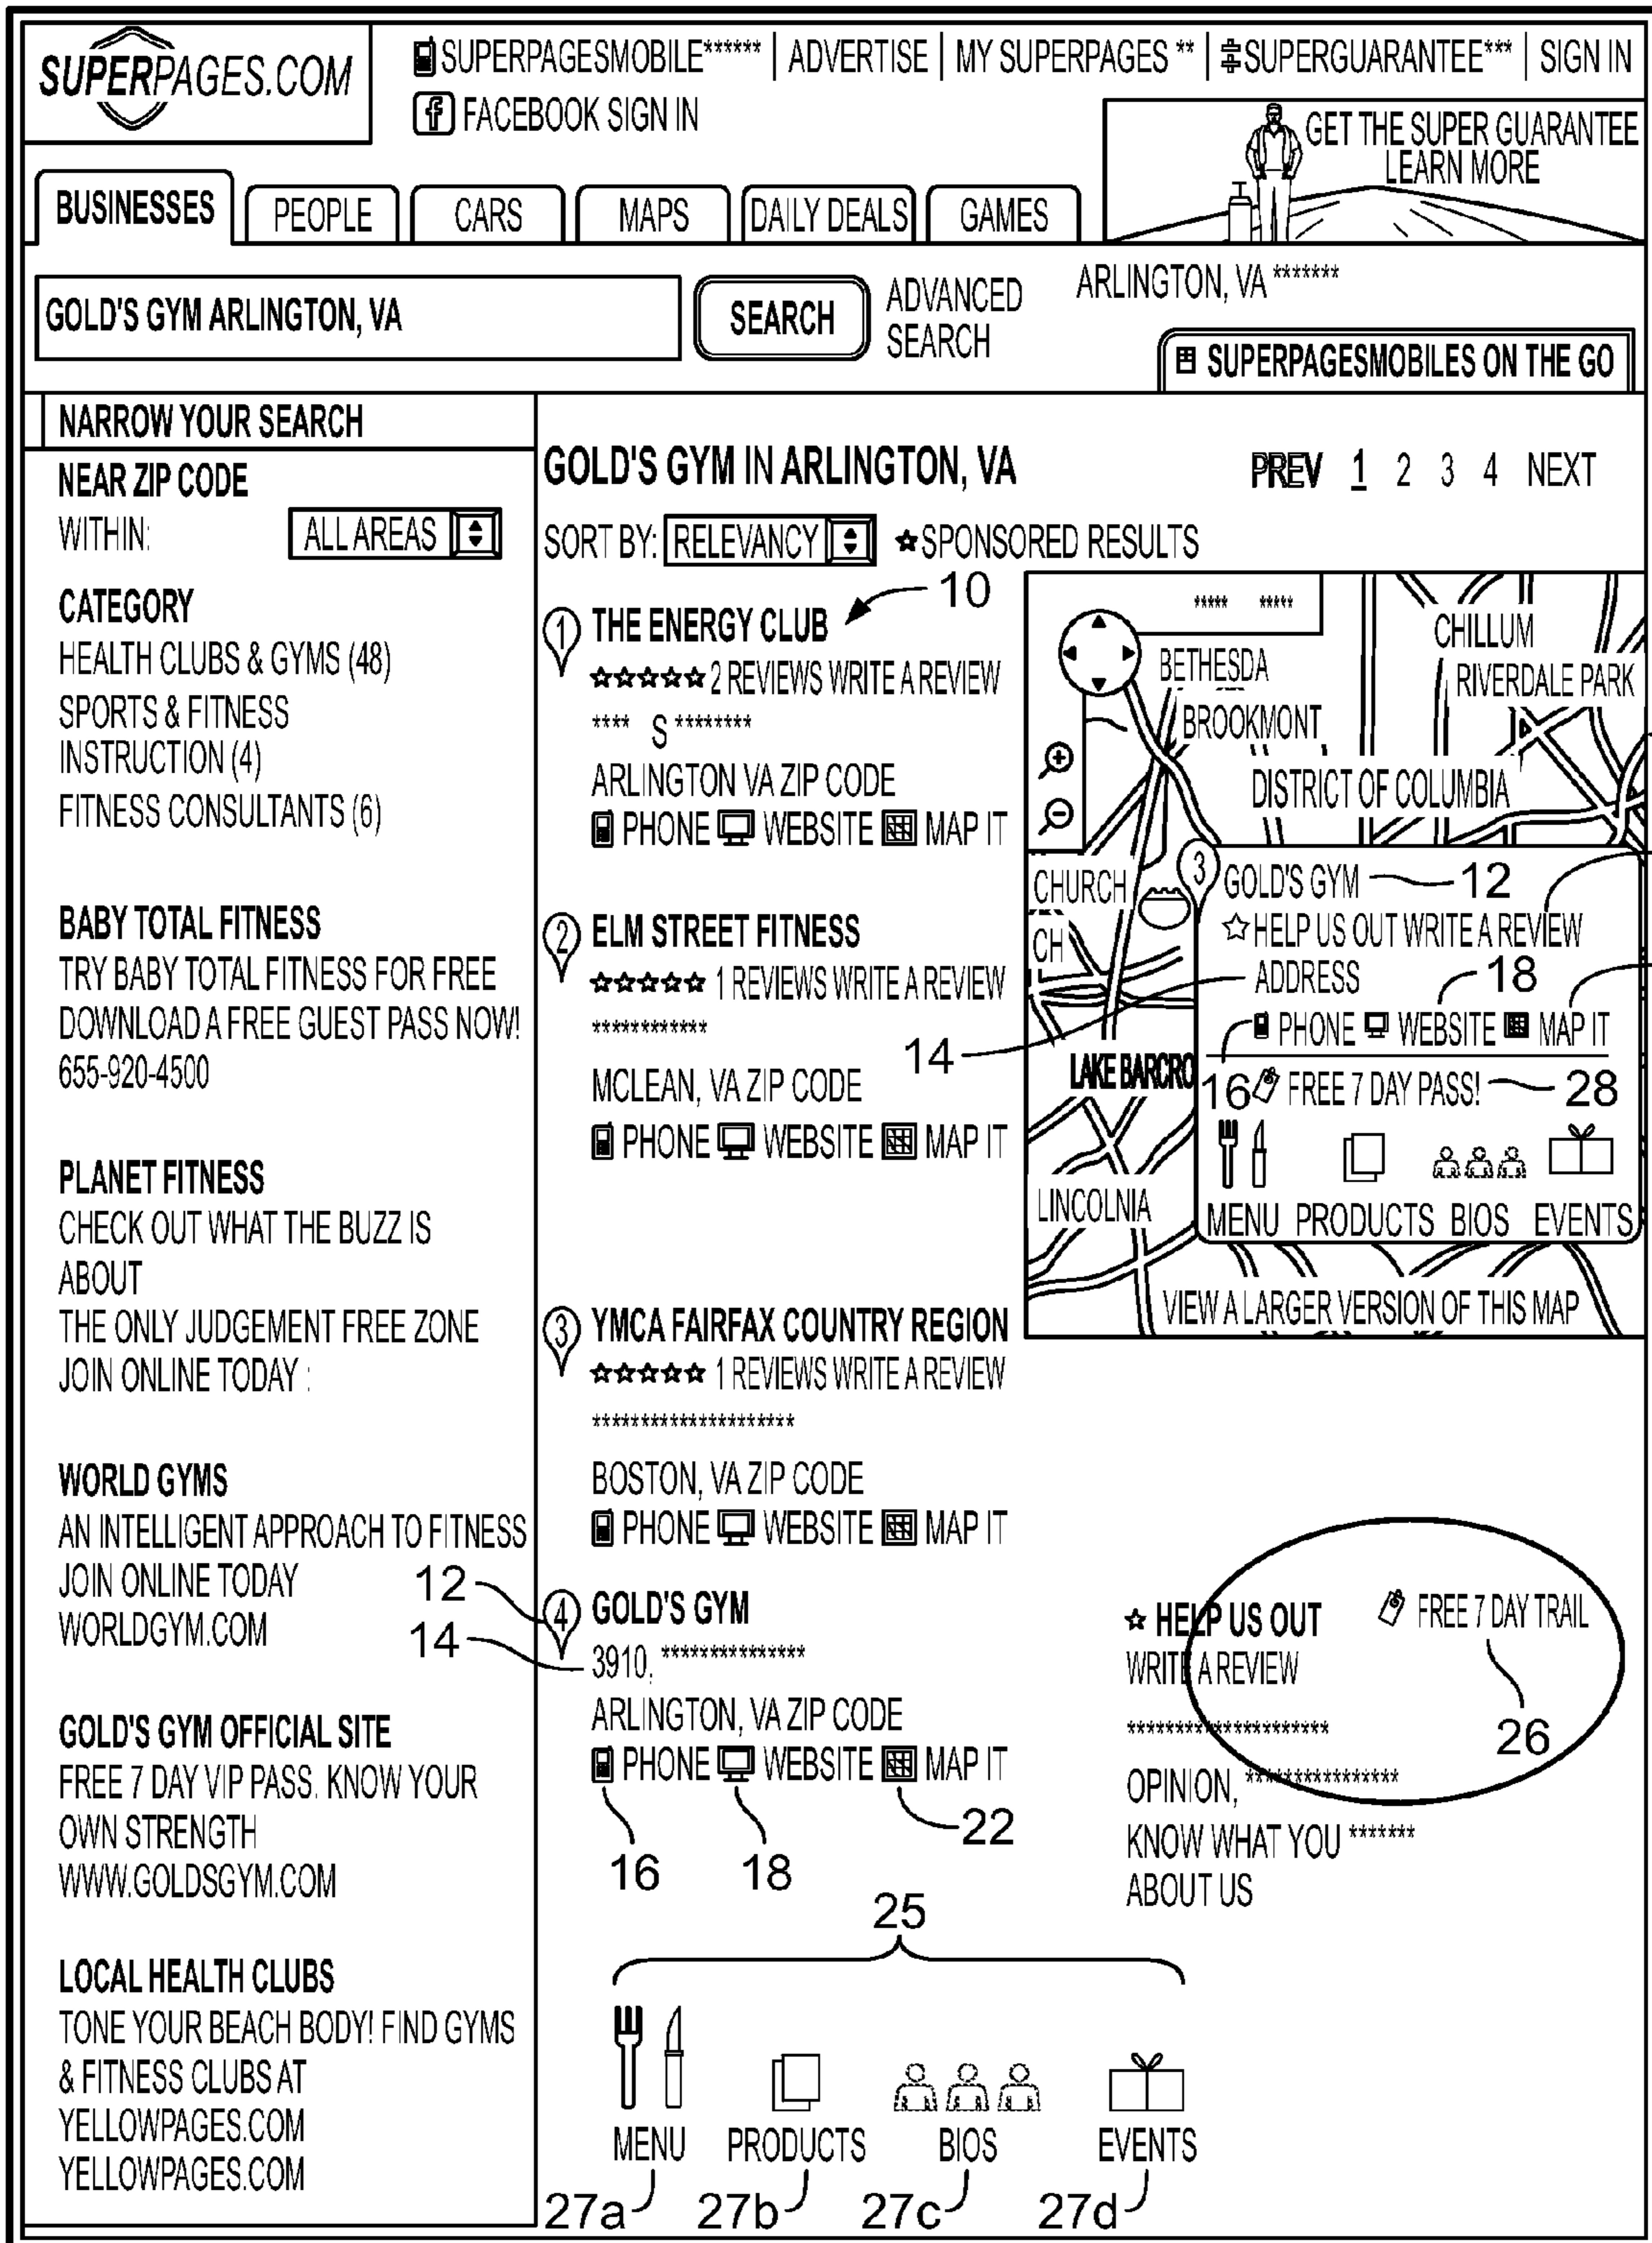 SUPERPAGES.COM
SUPERPAGESMOBILE****** | ADVERTISE | MY SUPERPAGES ** | SUPERGUARANTEE*** | SIGN IN
f FACEBOOK SIGN IN
GET THE SUPER GUARANTEE
LEARN MORE
BUSINESSES PEOPLE CARS MAPS DAILY DEALS GAMES
GOLD'S GYM ARLINGTON, VA
SEARCH
ADVANCED
SEARCH
ARLINGTON, VA *******
SUPERPAGESMOBILES ON THE GO
NARROW YOUR SEARCH
NEAR ZIP CODE
WITHIN: ALL AREAS
CATEGORY
HEALTH CLUBS & GYMS (48)
SPORTS & FITNESS
INSTRUCTION (4)
FITNESS CONSULTANTS (6)
BABY TOTAL FITNESS
TRY BABY TOTAL FITNESS FOR FREE
DOWNLOAD A FREE GUEST PASS NOW!
655-920-4500
PLANET FITNESS
CHECK OUT WHAT THE BUZZ IS
ABOUT
THE ONLY JUDGEMENT FREE ZONE
JOIN ONLINE TODAY :
WORLD GYMS
AN INTELLIGENT APPROACH TO FITNESS
JOIN ONLINE TODAY
WORLDGYM.COM
GOLD'S GYM OFFICIAL SITE
FREE 7 DAY VIP PASS. KNOW YOUR
OWN STRENGTH
WWW.GOLDSGYM.COM
LOCAL HEALTH CLUBS
TONE YOUR BEACH BODY! FIND GYMS
& FITNESS CLUBS AT
YELLOWPAGES.COM
YELLOWPAGES.COM
GOLD'S GYM IN ARLINGTON, VA
PREV 1 2 3 4 NEXT
SORT BY: RELEVANCY ☆SPONSORED RESULTS
10
1 THE ENERGY CLUB
☆☆☆☆☆ 2 REVIEWS WRITE A REVIEW
**** S ********
ARLINGTON VA ZIP CODE
PHONE WEBSITE MAP IT
2 ELM STREET FITNESS
☆☆☆☆☆ 1 REVIEWS WRITE A REVIEW
************
MCLEAN, VA ZIP CODE
PHONE WEBSITE MAP IT
3 YMCA FAIRFAX COUNTRY REGION
☆☆☆☆☆ 1 REVIEWS WRITE A REVIEW
*********************
BOSTON, VA ZIP CODE
PHONE WEBSITE MAP IT
12
4 GOLD'S GYM
14
3910, ***************
ARLINGTON, VA ZIP CODE
PHONE WEBSITE MAP IT
16 18 22
***** *****
CHILLUM
BETHESDA
RIVERDALE PARK
BROOKMONT
DISTRICT OF COLUMBIA
CHURCH
CH
3 GOLD'S GYM 12
☆ HELP US OUT WRITE A REVIEW
ADDRESS 18
14
PHONE WEBSITE MAP IT
LAKE BARCRO
16 FREE 7 DAY PASS! 28
MENU PRODUCTS BIOS EVENTS
LINCOLNIA
VIEW A LARGER VERSION OF THIS MAP
☆ HELP US OUT
WRITE A REVIEW
*********************
OPINION, ****************
KNOW WHAT YOU *******
ABOUT US
FREE 7 DAY TRAIL
26
25
MENU PRODUCTS BIOS EVENTS
27a 27b 27c 27d